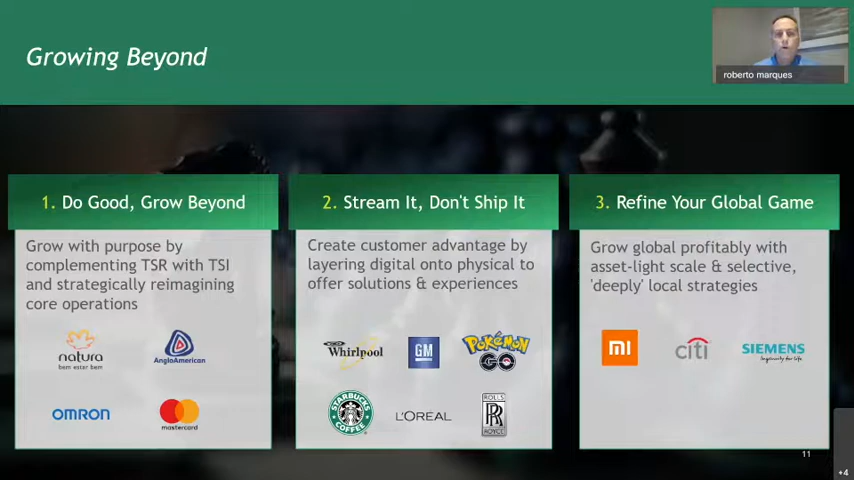 Growing Beyond
roberto marques
1. Do Good, Grow Beyond
Grow with purpose by
complementing TSR with TSI
and strategically reimagining
core operations
natura
bem estar bem
AngloAmerican
OMRON
mastercard
2. Stream It, Don't Ship It
Create customer advantage by
layering digital onto physical to
offer solutions & experiences
Whirlpool
GM
POKÉMON
GO
STARBUCKS
COFFEE
L'ORÉAL
ROLLS
RR
ROYCE
3. Refine Your Global Game
Grow global profitably with
asset-light scale & selective,
'deeply' local strategies
mi
citi
SIEMENS
Ingenuity for life
11
+4